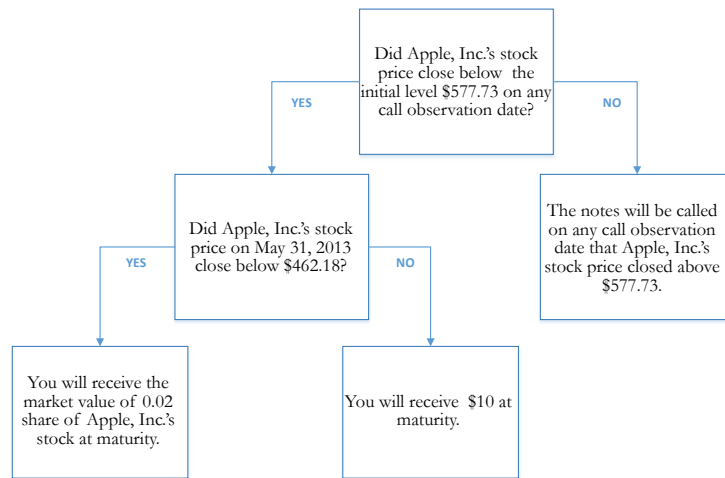 Did Apple, Inc.'s stock
price close below the
initial level $577.73 on any
call observation date?
YES
NO
Did Apple, Inc.'s stock
price on May 31, 2013
close below $462.18?
The notes will be called
on any call observation
date that Apple, Inc.'s
stock price closed above
$577.73.
YES
NO
You will receive the
market value of 0.02
share of Apple, Inc.'s
stock at maturity.
You will receive $10 at
maturity.